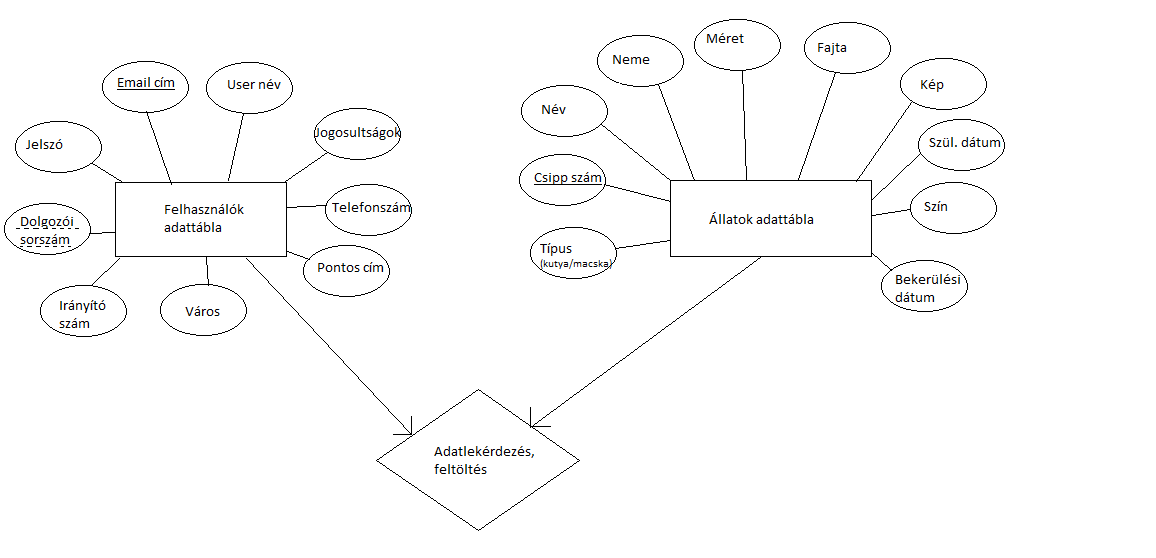 Email cím
User név
Jelszó
Jogosultságok
Dolgozói
sorszám
Felhasználók
adattábla
Telefonszám
Pontos cím
Irányító
szám
Város
Neme
Méret
Fajta
Kép
Név
Szül. dátum
Csipp szám
Állatok adattábla
Szín
Típus
(kutya/macska)
Bekerülési
dátum
Adatlekérdezés,
feltöltés